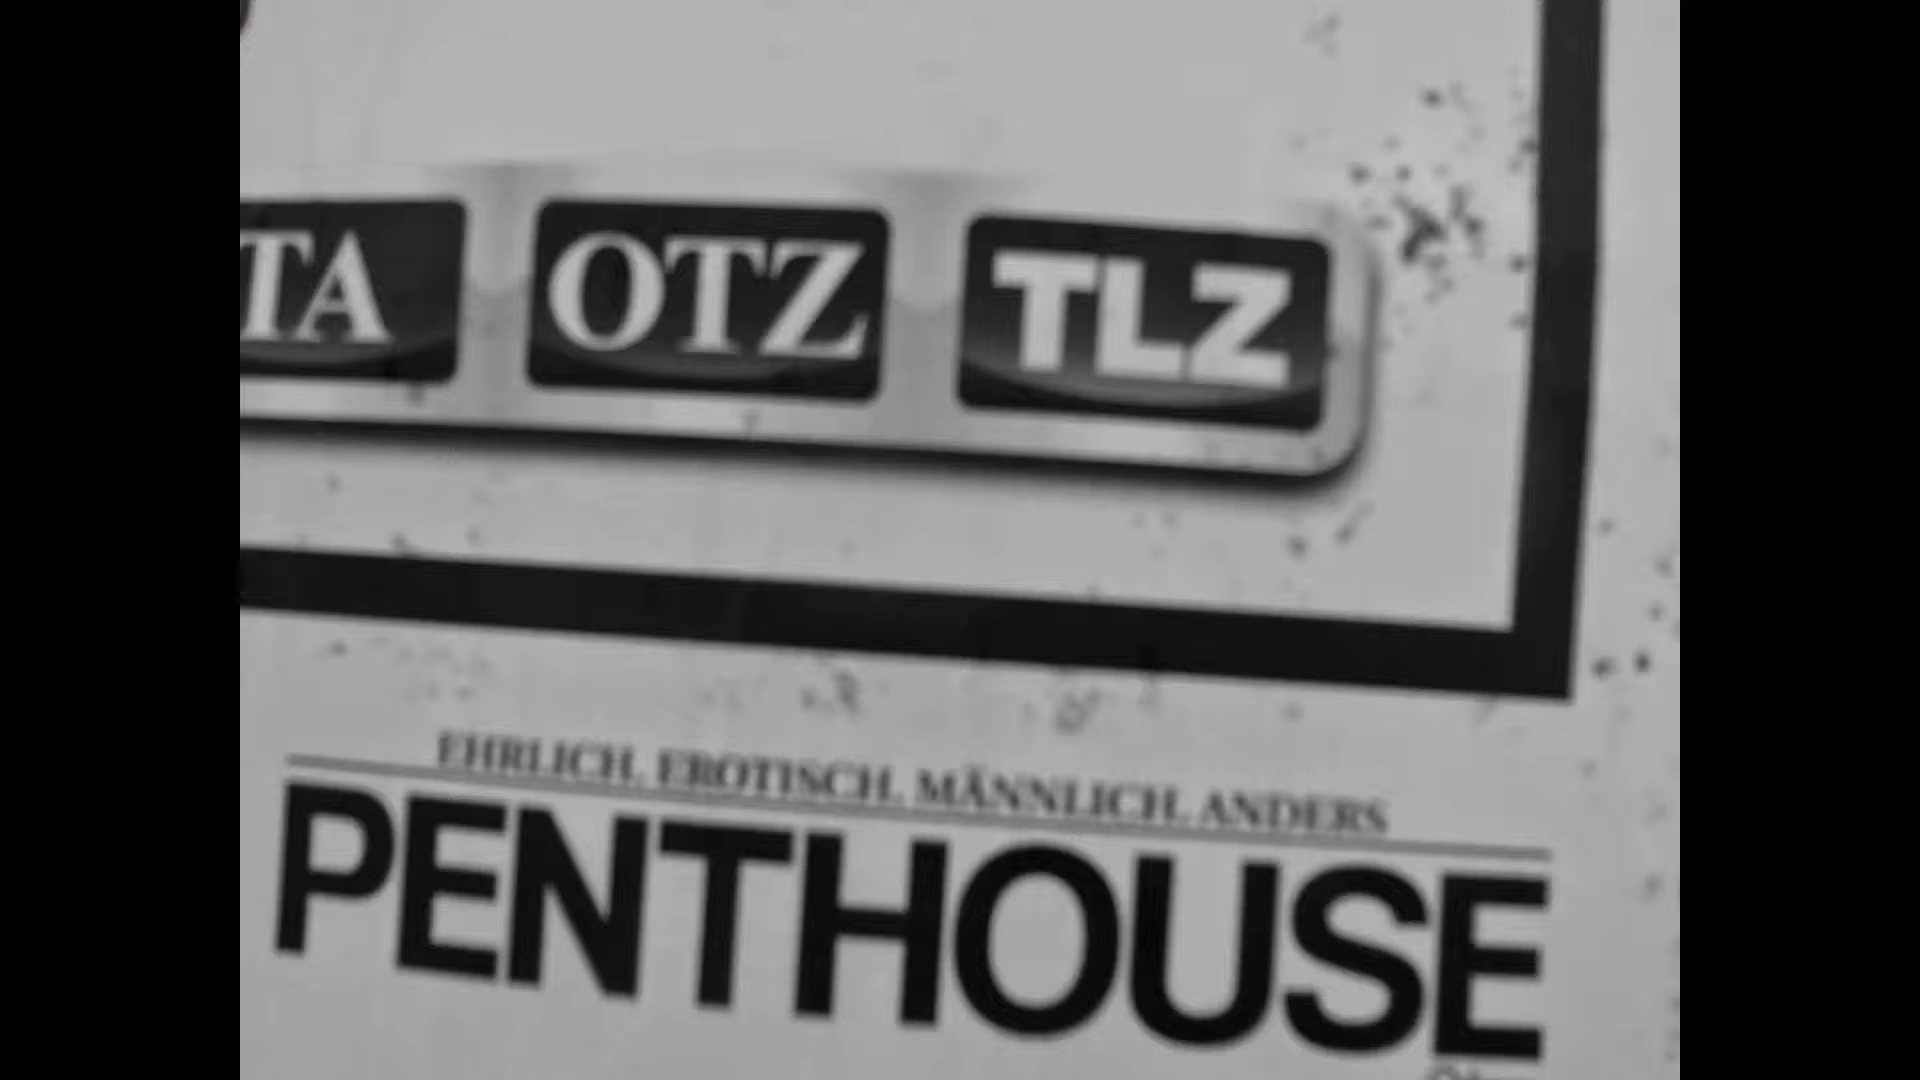 TA OTZ TLZ
EHRLICH. EROTISCH. MÄNNLICH. ANDERS
PENTHOUSE